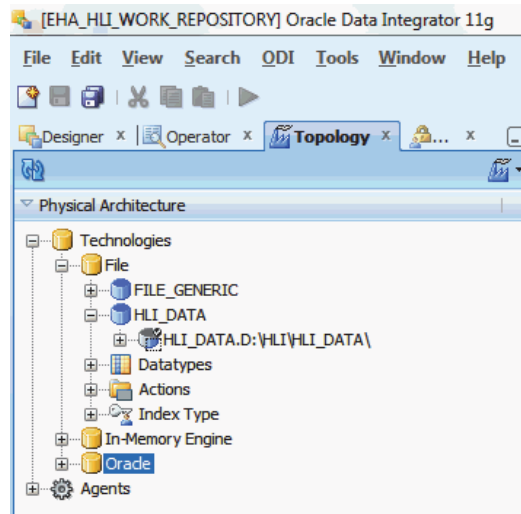 [EHA_HLI_WORK_REPOSITORY] Oracle Data Integrator 11g
File Edit View Search ODI Tools Window Help
Designer x Operator x Topology x ... x
Physical Architecture
Technologies
File
FILE_GENERIC
HLI_DATA
HLI_DATA.D:\HLI\HLI_DATA\
Datatypes
Actions
Index Type
In-Memory Engine
Oracle
Agents